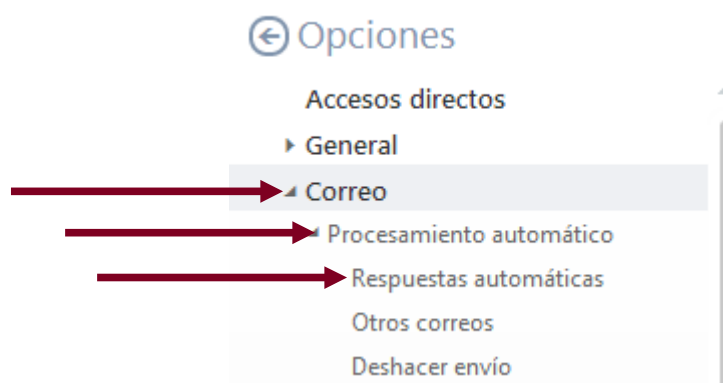 Opciones
Accesos directos
General
Correo
Procesamiento automático
Respuestas automáticas
Otros correos
Deshacer envío